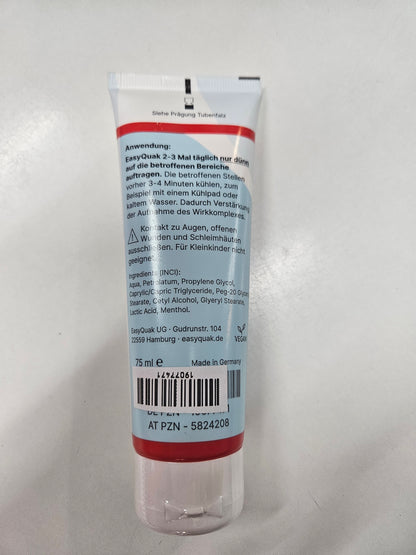 Siehe Prägung Tubenfalz
Anwendung:
EasyQuak 2-3 Mal täglich nur dünn
auf die betroffenen Bereiche
auftragen. Die betroffenen Stellen
vorher 3-4 Minuten kühlen, zum
Beispiel mit einem Kühlpad oder
kaltem Wasser. Dadurch Verstärkung
der Aufnahme des Wirkkomplexes.
Kontakt zu Augen, offenen
Wunden und Schleimhäuten
ausschließen. Für Kleinkinder nicht
geeignet.
Ingredients (INCI):
Aqua, Petrolatum, Propylene Glycol,
Caprylic/Capric Triglyceride, Peg-20 Glyceryl
Stearate, Cetyl Alcohol, Glyeryl Stearate,
Lactic Acid, Menthol.
EasyQuak UG · Gudrunstr. 104
22559 Hamburg · easyquak.de
VEGAN
75 ml e
Made in Germany
19077471
DE PZN -
AT PZN - 5824208